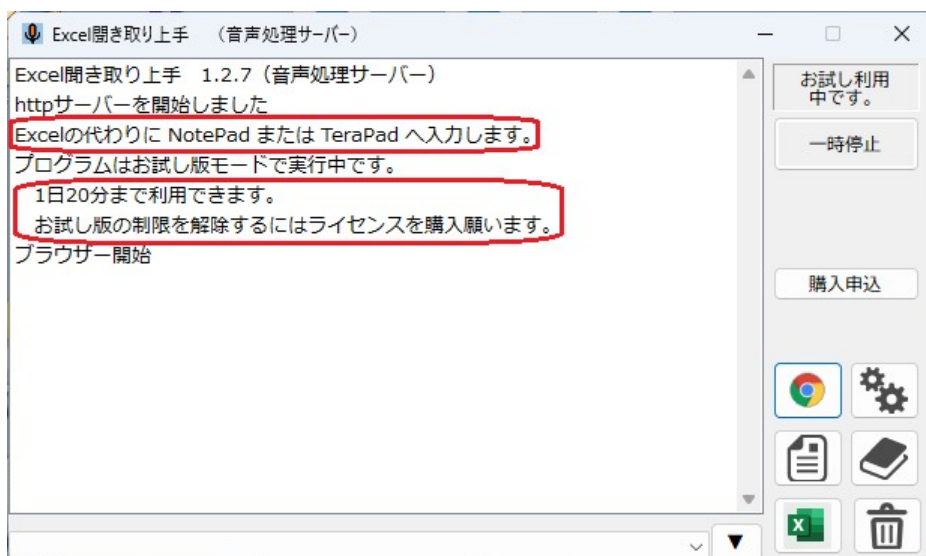 Excel聞き取り上手　（音声処理サーバー）
Excel聞き取り上手　1.2.7（音声処理サーバー）
httpサーバーを開始しました
Excelの代わりに NotePad または TeraPad へ入力します。
プログラムはお試し版モードで実行中です。
1日20分まで利用できます。
お試し版の制限を解除するにはライセンスを購入願います。
ブラウザー開始
お試し利用
中です。
一時停止
購入申込